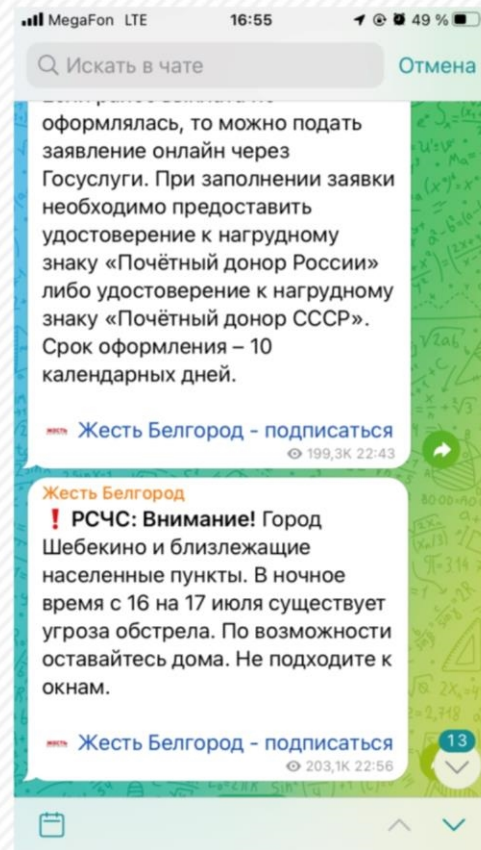 MegaFon LTE 16:55 49 %
Искать в чате Отмена
оформлялась, то можно подать
заявление онлайн через
Госуслуги. При заполнении заявки
необходимо предоставить
удостоверение к нагрудному
знаку «Почётный донор России»
либо удостоверение к нагрудному
знаку «Почётный донор СССР».
Срок оформления – 10
календарных дней.
жесть Жесть Белгород - подписаться
199,3K 22:43
Жесть Белгород
❗ РСЧС: Внимание! Город
Шебекино и близлежащие
населенные пункты. В ночное
время с 16 на 17 июля существует
угроза обстрела. По возможности
оставайтесь дома. Не подходите к
окнам.
жесть Жесть Белгород - подписаться
203,1K 22:56
13